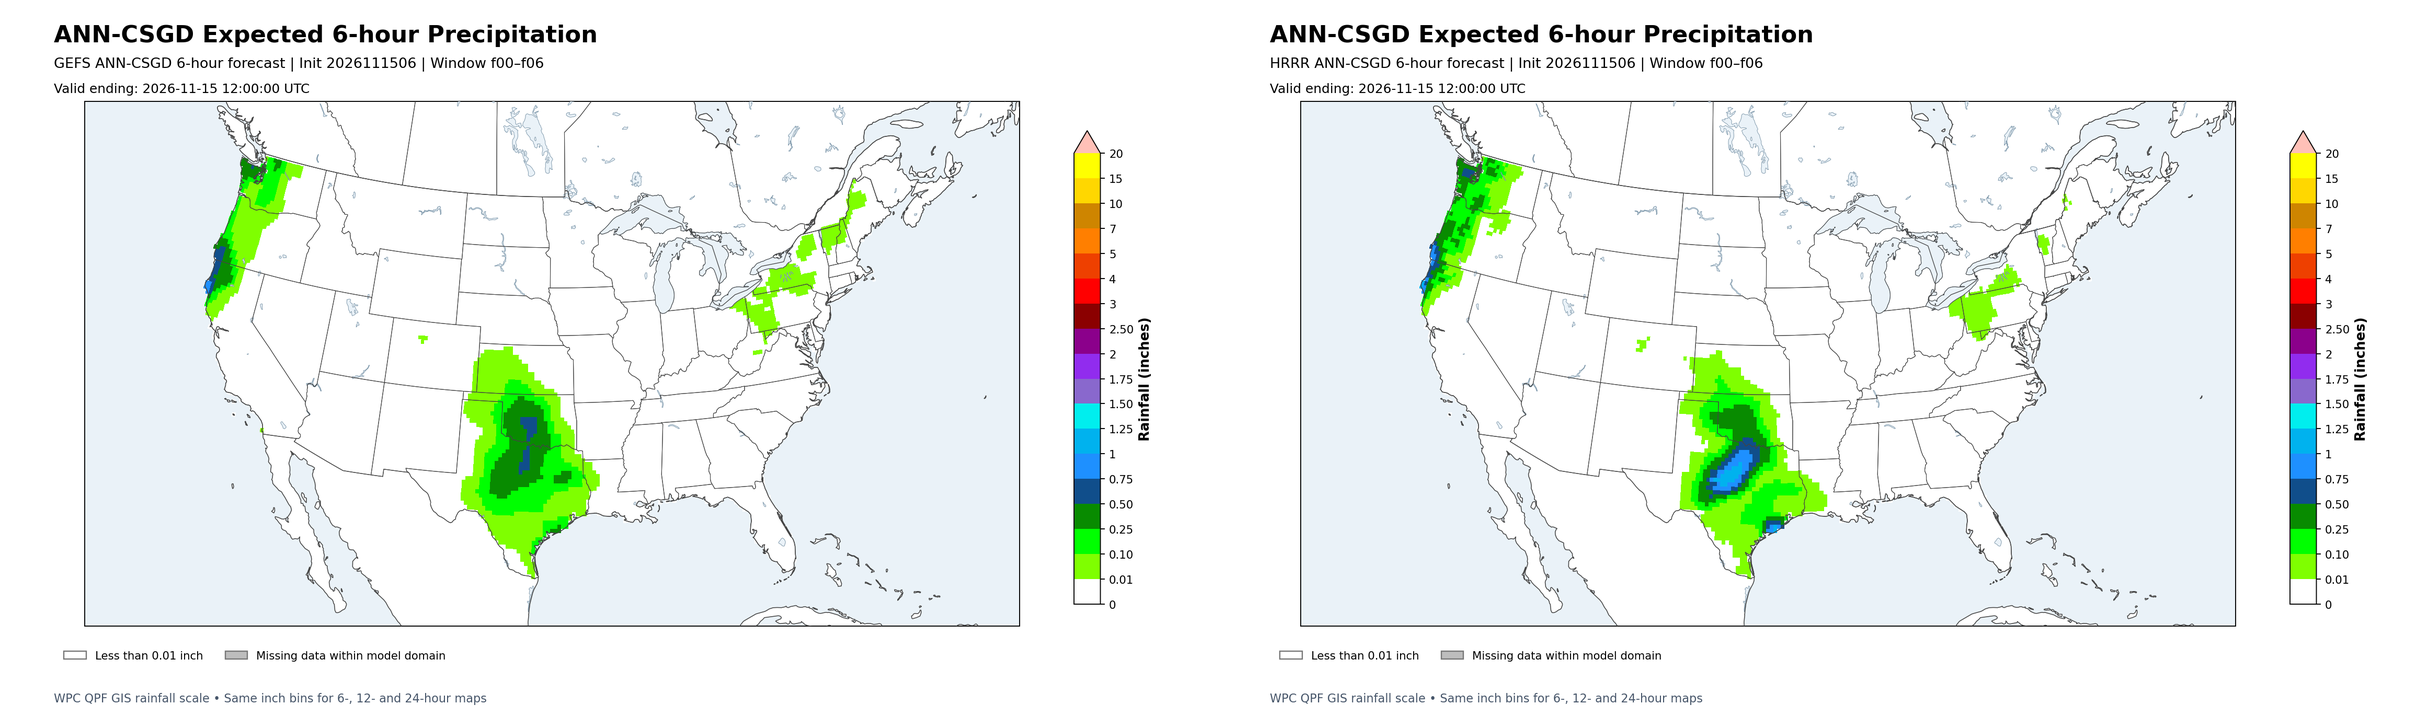 ANN-CSGD Expected 6-hour Precipitation
GEFS ANN-CSGD 6-hour forecast | Init 2026111506 | Window f00–f06
Valid ending: 2026-11-15 12:00:00 UTC
20
15
10
7
5
4
3
2.50
2
1.75
1.50
1.25
1
0.75
0.50
0.25
0.10
0.01
0
Rainfall (inches)
Less than 0.01 inch
Missing data within model domain
WPC QPF GIS rainfall scale • Same inch bins for 6-, 12- and 24-hour maps
ANN-CSGD Expected 6-hour Precipitation
HRRR ANN-CSGD 6-hour forecast | Init 2026111506 | Window f00–f06
Valid ending: 2026-11-15 12:00:00 UTC
20
15
10
7
5
4
3
2.50
2
1.75
1.50
1.25
1
0.75
0.50
0.25
0.10
0.01
0
Rainfall (inches)
Less than 0.01 inch
Missing data within model domain
WPC QPF GIS rainfall scale • Same inch bins for 6-, 12- and 24-hour maps